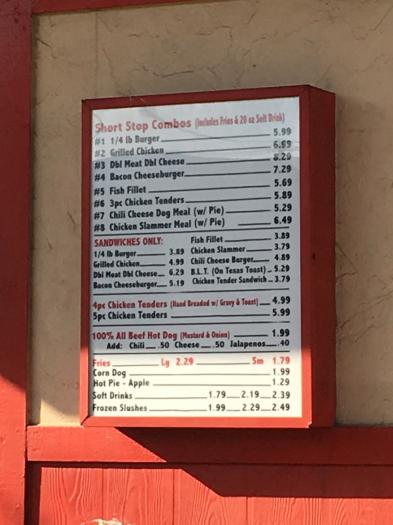 Short Stop Combos (Includes Fries & 20 oz Soft Drink)
#1 1/4 lb Burger 5.99
#2 Grilled Chicken 6.69
#3 Dbl Meat Dbl Cheese 8.29
#4 Bacon Cheeseburger 7.29
#5 Fish Fillet 5.69
#6 3pc Chicken Tenders 5.89
#7 Chili Cheese Dog Meal (w/ Pie) 5.29
#8 Chicken Slammer Meal (w/ Pie) 6.49
SANDWICHES ONLY:
1/4 lb Burger 3.89
Grilled Chicken 4.99
Dbl Meat Dbl Cheese 6.29
Bacon Cheeseburger 5.19
Fish Fillet 3.89
Chicken Slammer 3.79
Chili Cheese Burger 4.89
B.L.T. (On Texas Toast) 5.29
Chicken Tender Sandwich 3.79
4pc Chicken Tenders (Hand Breaded w/ Gravy & Toast) 4.99
5pc Chicken Tenders 5.99
100% All Beef Hot Dog (Mustard & Onion) 1.99
Add: Chili .50 Cheese .50 Jalapenos .40
Fries Lg 2.29 Sm 1.79
Corn Dog 1.99
Hot Pie - Apple 1.29
Soft Drinks 1.79 2.19 2.39
Frozen Slushes 1.99 2.29 2.49